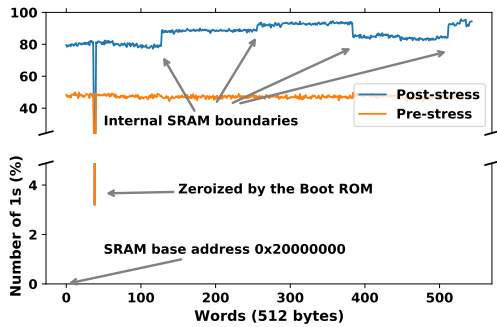 100
80
60
40
Post-stress
Pre-stress
Internal SRAM boundaries
4
2
0
Zeroized by the Boot ROM
SRAM base address 0x20000000
Number of 1s (%)
0 100 200 300 400 500
Words (512 bytes)